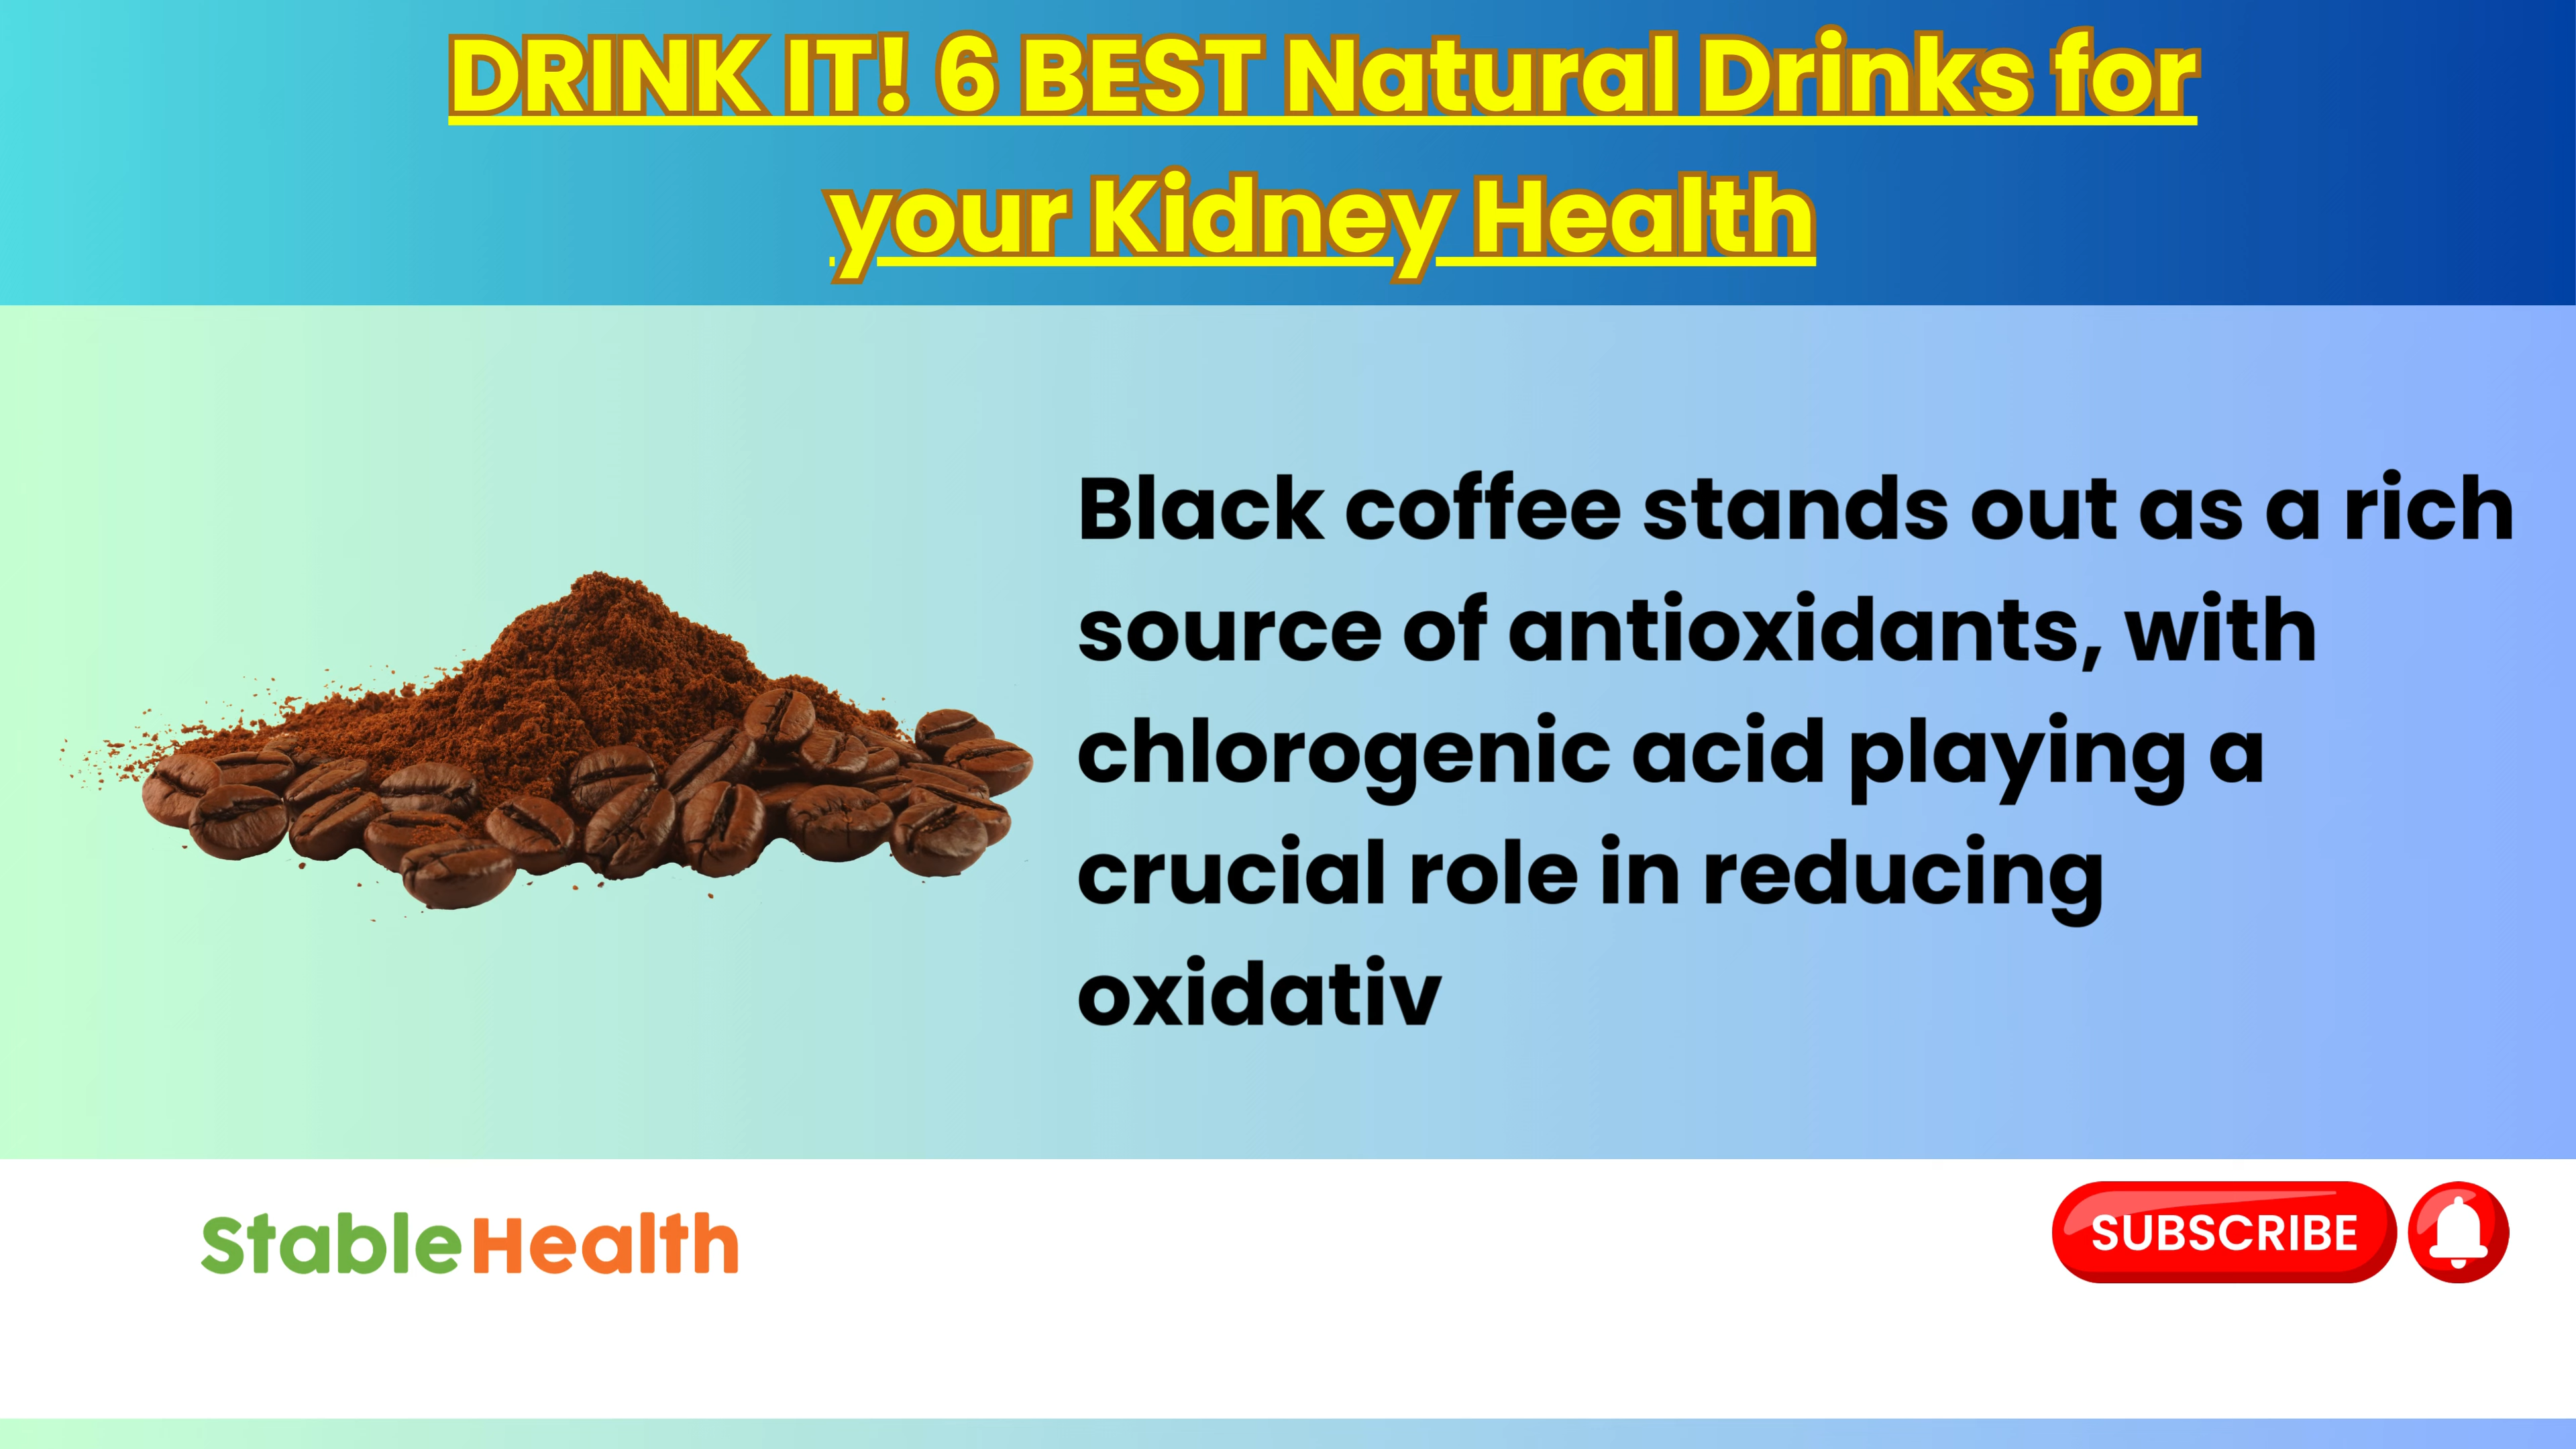 DRINK IT! 6 BEST Natural Drinks for
your Kidney Health
Black coffee stands out as a rich
source of antioxidants, with
chlorogenic acid playing a
crucial role in reducing
oxidativ
StableHealth
SUBSCRIBE